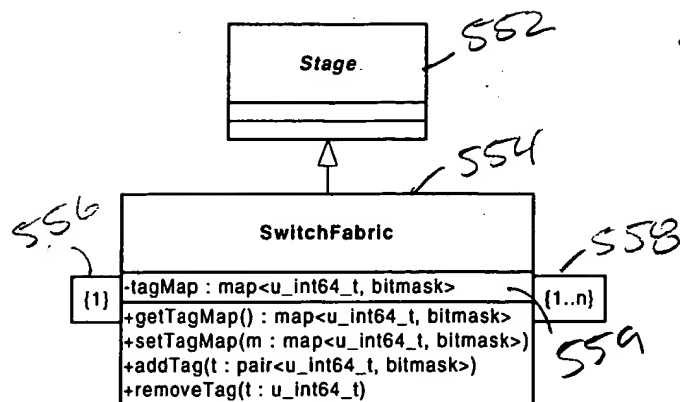 552
Stage
554
556
SwitchFabric
558
{1}
-tagMap : map<u_int64_t, bitmask>
{1..n}
+getTagMap() : map<u_int64_t, bitmask>
+setTagMap(m : map<u_int64_t, bitmask>)
559
+addTag(t : pair<u_int64_t, bitmask>)
+removeTag(t : u_int64_t)